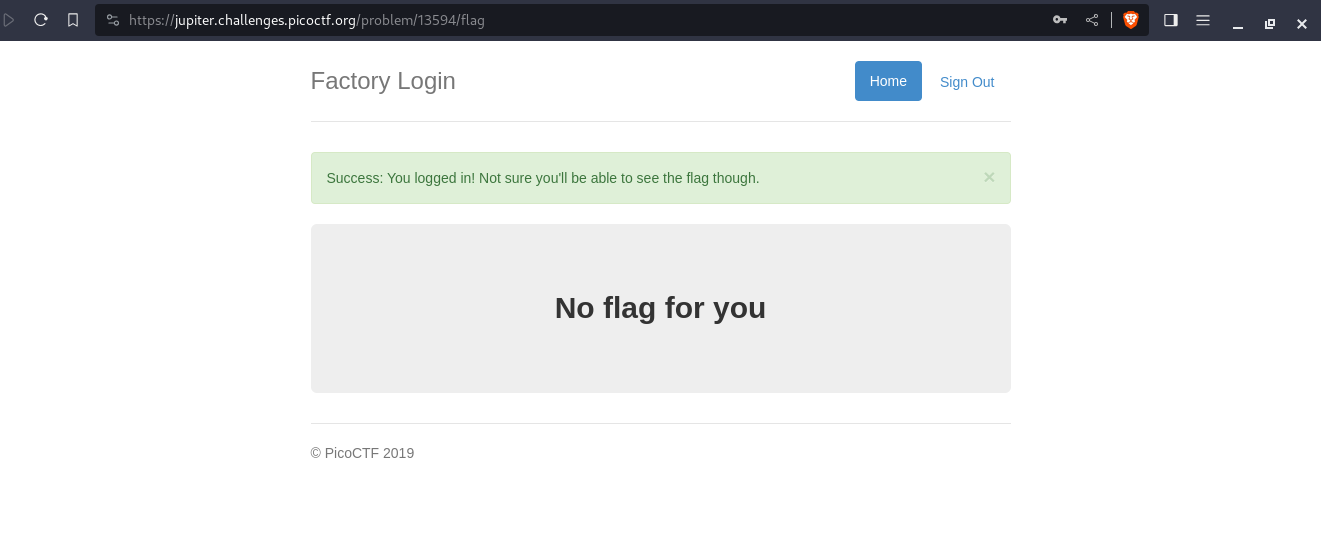 https://jupiter.challenges.picoctf.org/problem/13594/flag
Factory Login
Home
Sign Out
Success: You logged in! Not sure you'll be able to see the flag though.
×
No flag for you
© PicoCTF 2019